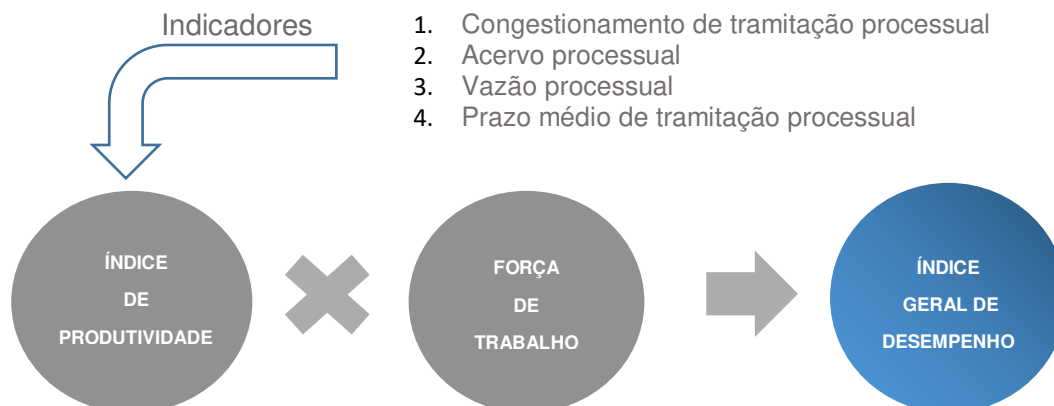 Indicadores
1. Congestionamento de tramitação processual
2. Acervo processual
3. Vazão processual
4. Prazo médio de tramitação processual
ÍNDICE
DE
PRODUTIVIDADE
FORÇA
DE
TRABALHO
ÍNDICE
GERAL DE
DESEMPENHO